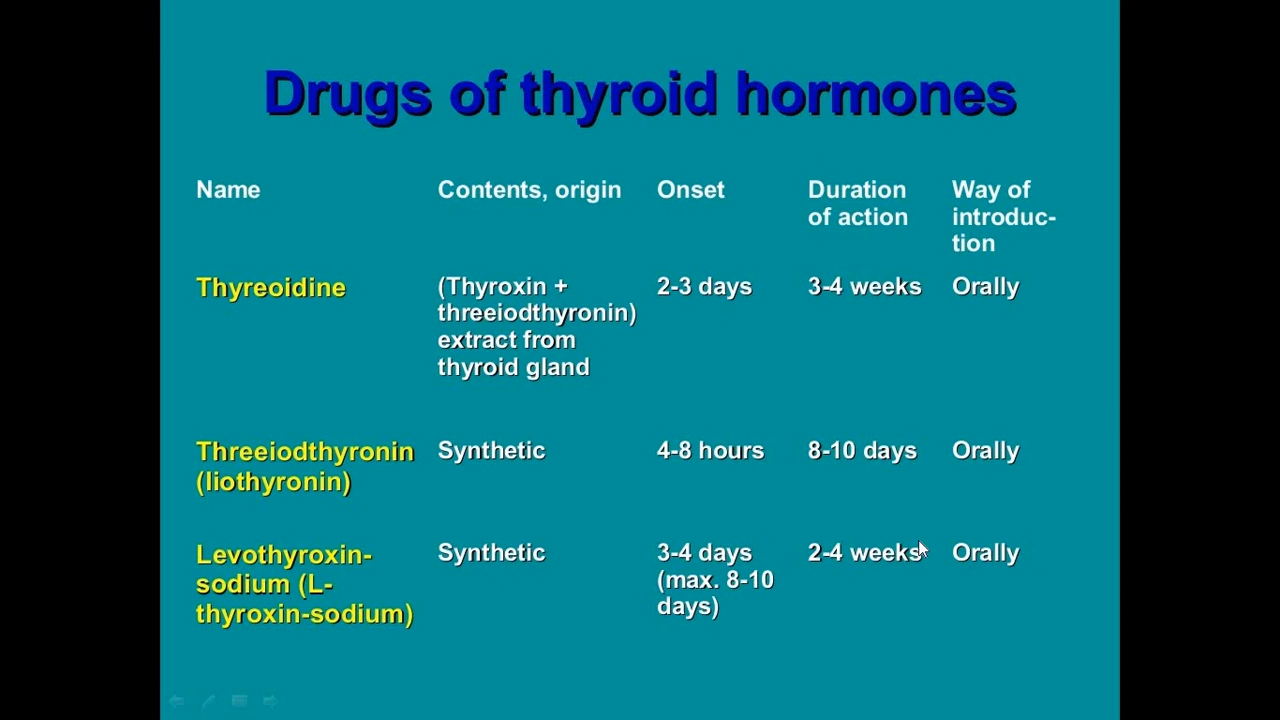 Drugs of thyroid hormones
Name
Contents, origin
Onset
Duration
of action
Way of
introduc-
tion
Thyreoidine
(Thyroxin +
threeiodthyronin)
extract from
thyroid gland
2-3 days
3-4 weeks
Orally
Threeiodthyronin
(liothyronin)
Synthetic
4-8 hours
8-10 days
Orally
Levothyroxin-
sodium (L-
thyroxin-sodium)
Synthetic
3-4 days
(max. 8-10
days)
2-4 weeks
Orally